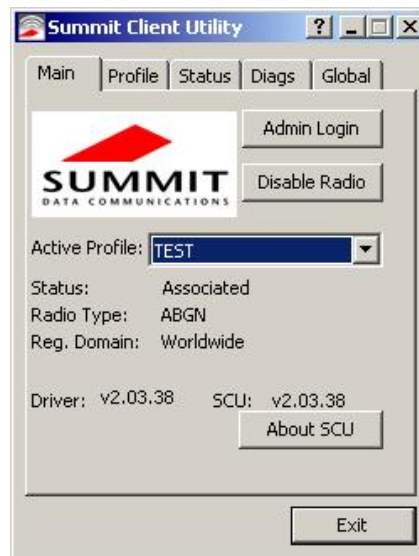 Summit Client Utility
Main Profile Status Diags Global
Admin Login
SUMMIT
DATA COMMUNICATIONS
Disable Radio
Active Profile: TEST
Status: Associated
Radio Type: ABGN
Reg. Domain: Worldwide
Driver: v2.03.38 SCU: v2.03.38
About SCU
Exit